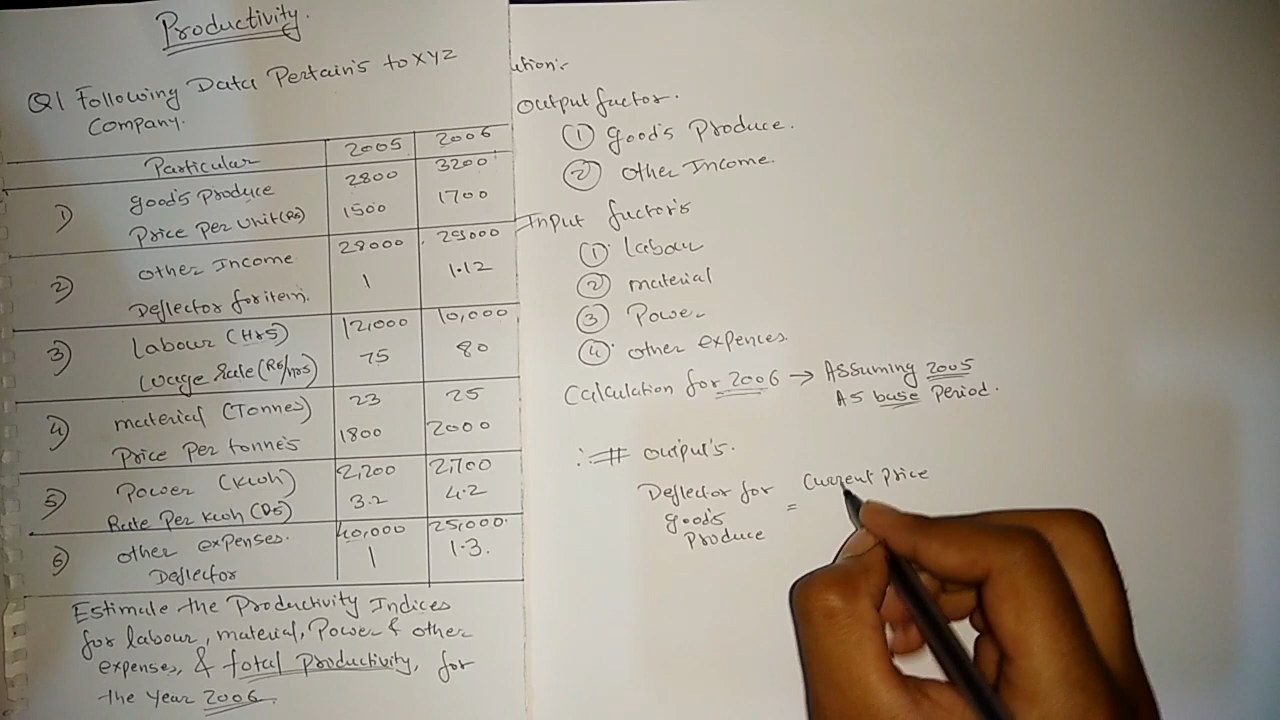 Productivity.
Q1 Following Data Pertain's to XYZ
Company.
Particular 2005 2006
1) good's produce 2800 3200
Price per unit (Rs) 1500 1700
2) other Income 28000 29000
Deflector for item. 1 1.12
3) Labour (Hrs) 12,000 10,000
Wage Rate (Rs/hrs) 75 80
4) material (Tonnes) 23 25
Price Per tonne's 1800 2000
5) Power (kwh) 2,200 2,700
Rate Per kwh (Rs) 3.2 4.2
6) other expenses. 40,000 25,000
Deflector 1 1.3.
Estimate the Productivity Indices
for labour, material, Power & other
expenses, & total productivity, for
the Year 2006
ution:-
Output factor.
① good's Produce.
② other Income.
Input factor's
① labour
② material
③ Power
④ other expences.
Calculation for 2006 → Assuming 2005
AS base Period.
∴ # output's.
Deflector for good's Produce = Current Price